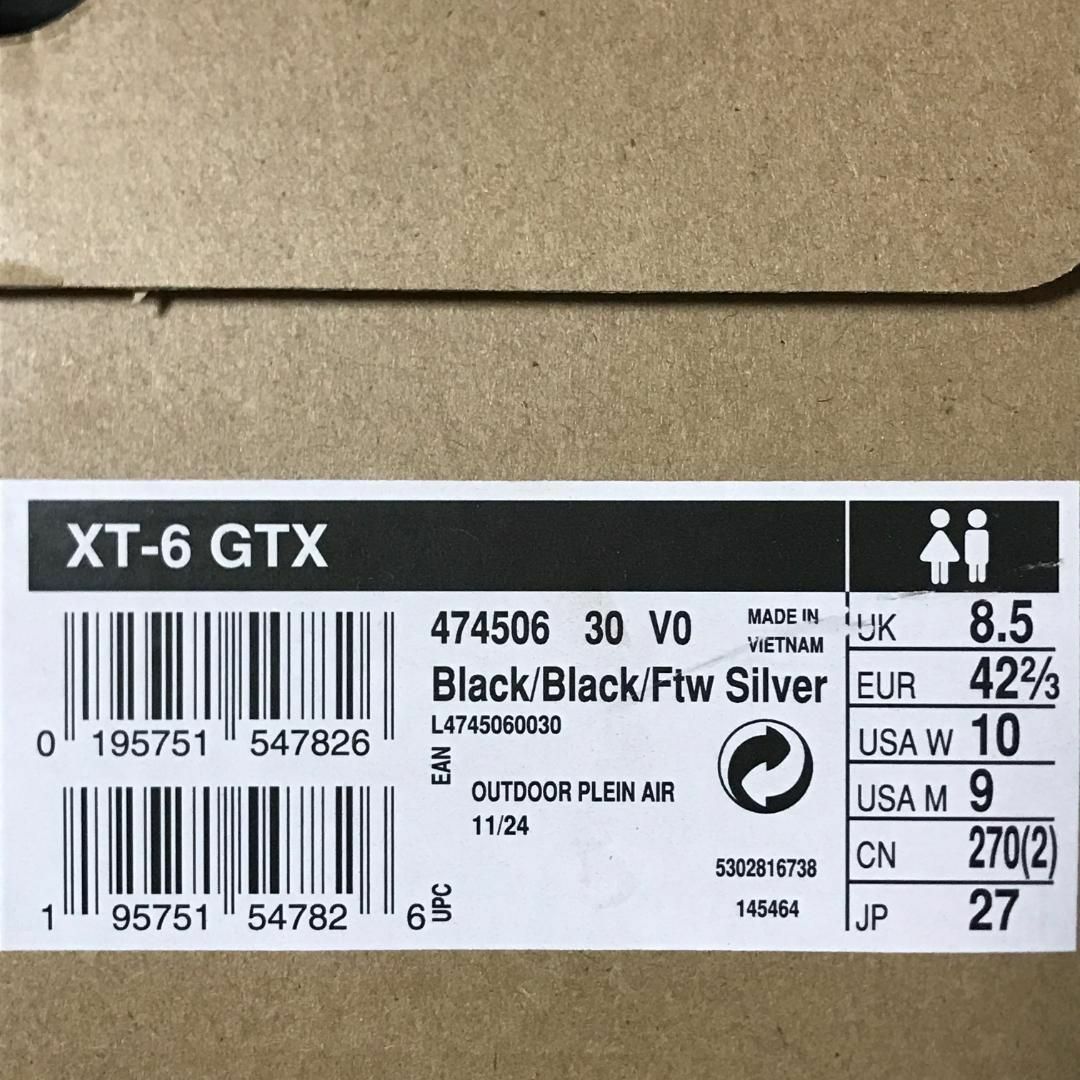 XT-6 GTX
0 195751 547826
EAN
1 95751 54782 6
UPC
474506 30 V0
MADE IN
VIETNAM
Black/Black/Ftw Silver
L4745060030
OUTDOOR PLEIN AIR
11/24
5302816738
145464
UK 8.5
EUR 42⅔
USA W 10
USA M 9
CN 270(2)
JP 27